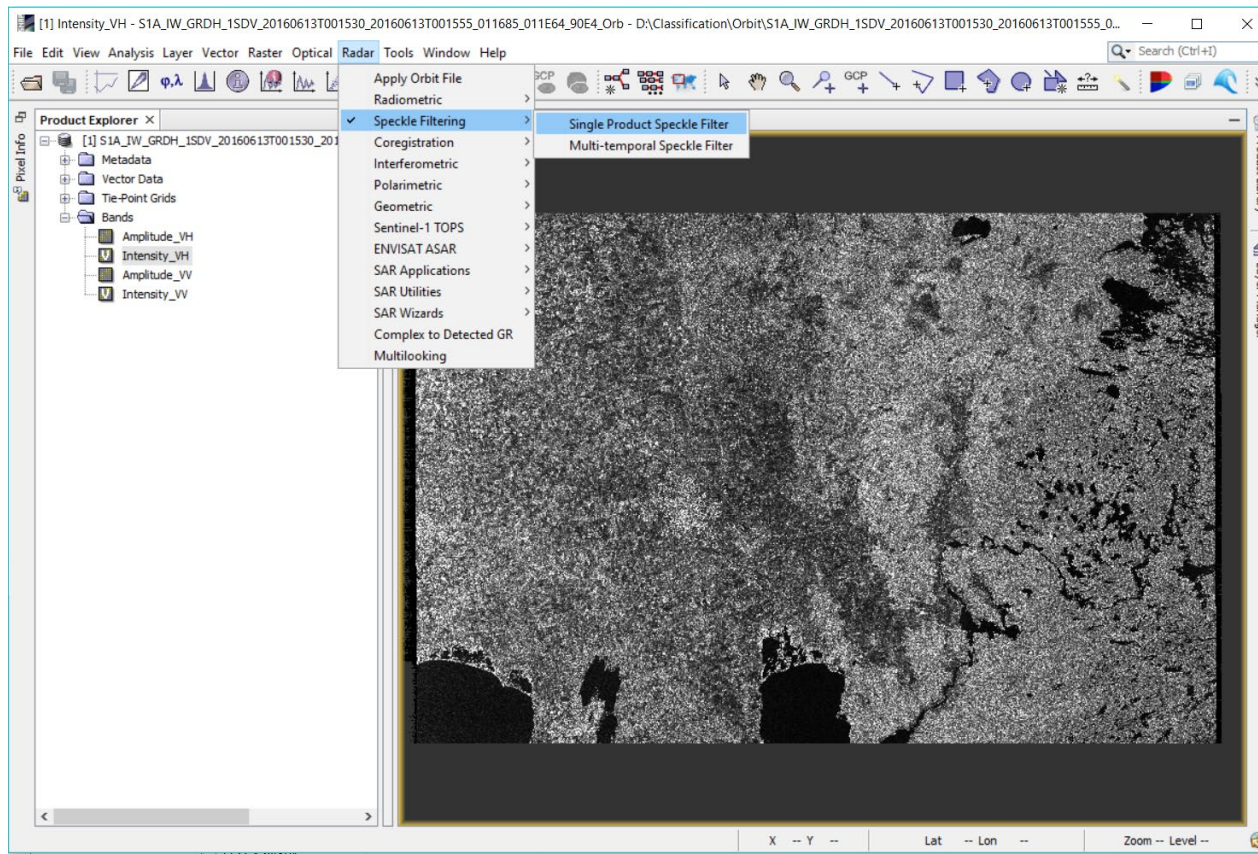 [1] Intensity_VH - S1A_IW_GRDH_1SDV_20160613T001530_20160613T001555_011685_011E64_90E4_Orb - D:\Classification\Orbit\S1A_IW_GRDH_1SDV_20160613T001530_20160613T001555_0...
File Edit View Analysis Layer Vector Raster Optical Radar Tools Window Help
Search (Ctrl+I)
φ,λ
GCP
GCP
Pixel Info
Product Explorer
[1] S1A_IW_GRDH_1SDV_20160613T001530_201
Metadata
Vector Data
Tie-Point Grids
Bands
Amplitude_VH
Intensity_VH
Amplitude_VV
Intensity_VV
Apply Orbit File
Radiometric
Speckle Filtering
Coregistration
Interferometric
Polarimetric
Geometric
Sentinel-1 TOPS
ENVISAT ASAR
SAR Applications
SAR Utilities
SAR Wizards
Complex to Detected GR
Multilooking
Single Product Speckle Filter
Multi-temporal Speckle Filter
X -- Y -- Lat -- Lon -- Zoom -- Level --